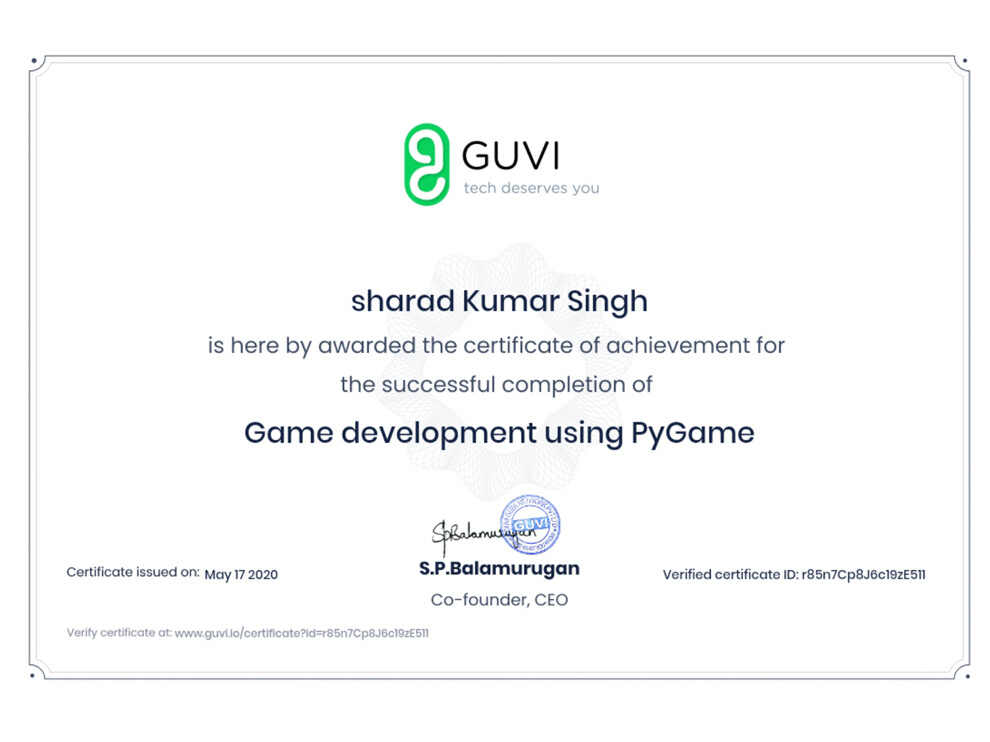 GUVI
tech deserves you
sharad Kumar Singh
is here by awarded the certificate of achievement for
the successful completion of
Game development using PyGame
SpBalamurugan
GUVI
S.P.Balamurugan
Co-founder, CEO
Certificate issued on: May 17 2020
Verified certificate ID: r85n7Cp8J6c19zE511
Verify certificate at: www.guvi.io/certificate?id=r85n7Cp8J6c19zE511